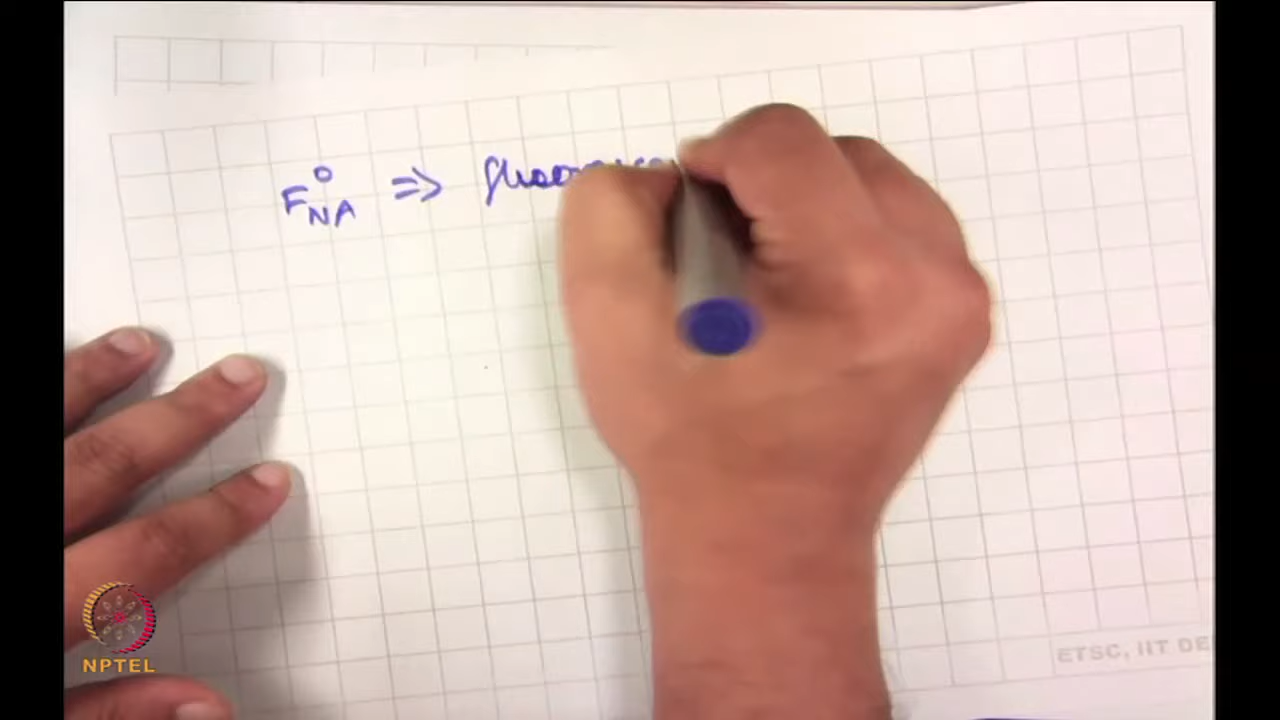 F°NA ⇒
NPTEL
ETSC, IIT DE